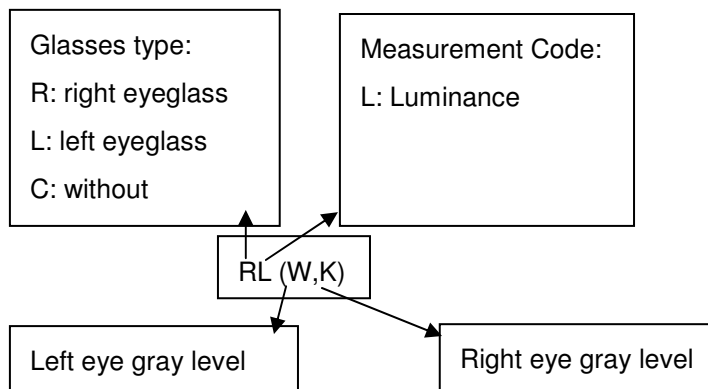 Glasses type:
R: right eyeglass
L: left eyeglass
C: without
Measurement Code:
L: Luminance
RL (W,K)
Left eye gray level
Right eye gray level